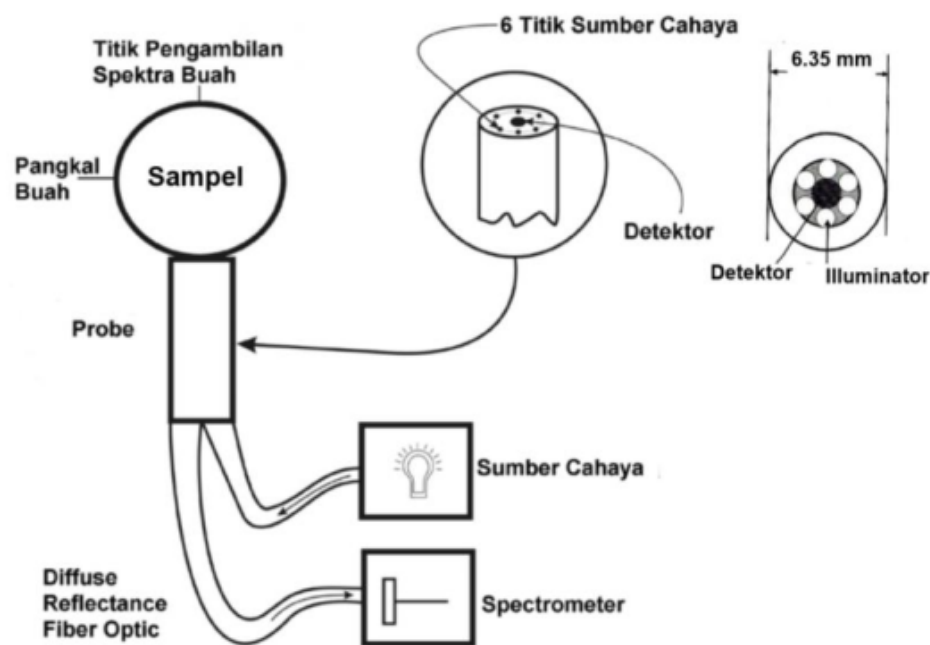 6 Titik Sumber Cahaya
Titik Pengambilan
Spektra Buah
6.35 mm
Pangkal
Buah
Sampel
Detektor
Detektor
Illuminator
Probe
Sumber Cahaya
Diffuse
Reflectance
Fiber Optic
Spectrometer